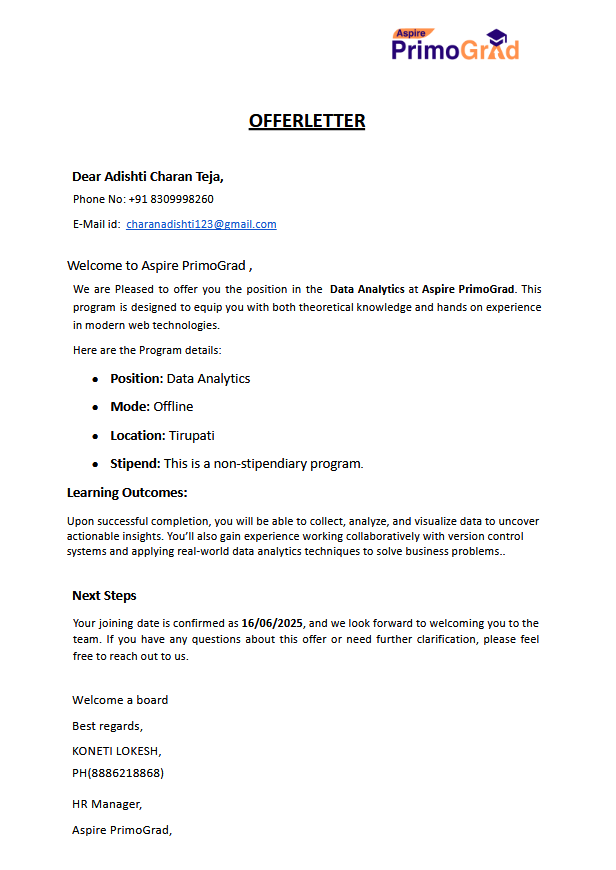 Aspire
PrimoGrad
OFFERLETTER
Dear Adishti Charan Teja,
Phone No: +91 8309998260
E-Mail id: charanadishti123@gmail.com
Welcome to Aspire PrimoGrad ,
We are Pleased to offer you the position in the Data Analytics at Aspire PrimoGrad. This
program is designed to equip you with both theoretical knowledge and hands on experience
in modern web technologies.
Here are the Program details:
• Position: Data Analytics
• Mode: Offline
• Location: Tirupati
• Stipend: This is a non-stipendiary program.
Learning Outcomes:
Upon successful completion, you will be able to collect, analyze, and visualize data to uncover
actionable insights. You’ll also gain experience working collaboratively with version control
systems and applying real-world data analytics techniques to solve business problems..
Next Steps
Your joining date is confirmed as 16/06/2025, and we look forward to welcoming you to the
team. If you have any questions about this offer or need further clarification, please feel
free to reach out to us.
Welcome a board
Best regards,
KONETI LOKESH,
PH(8886218868)
HR Manager,
Aspire PrimoGrad,